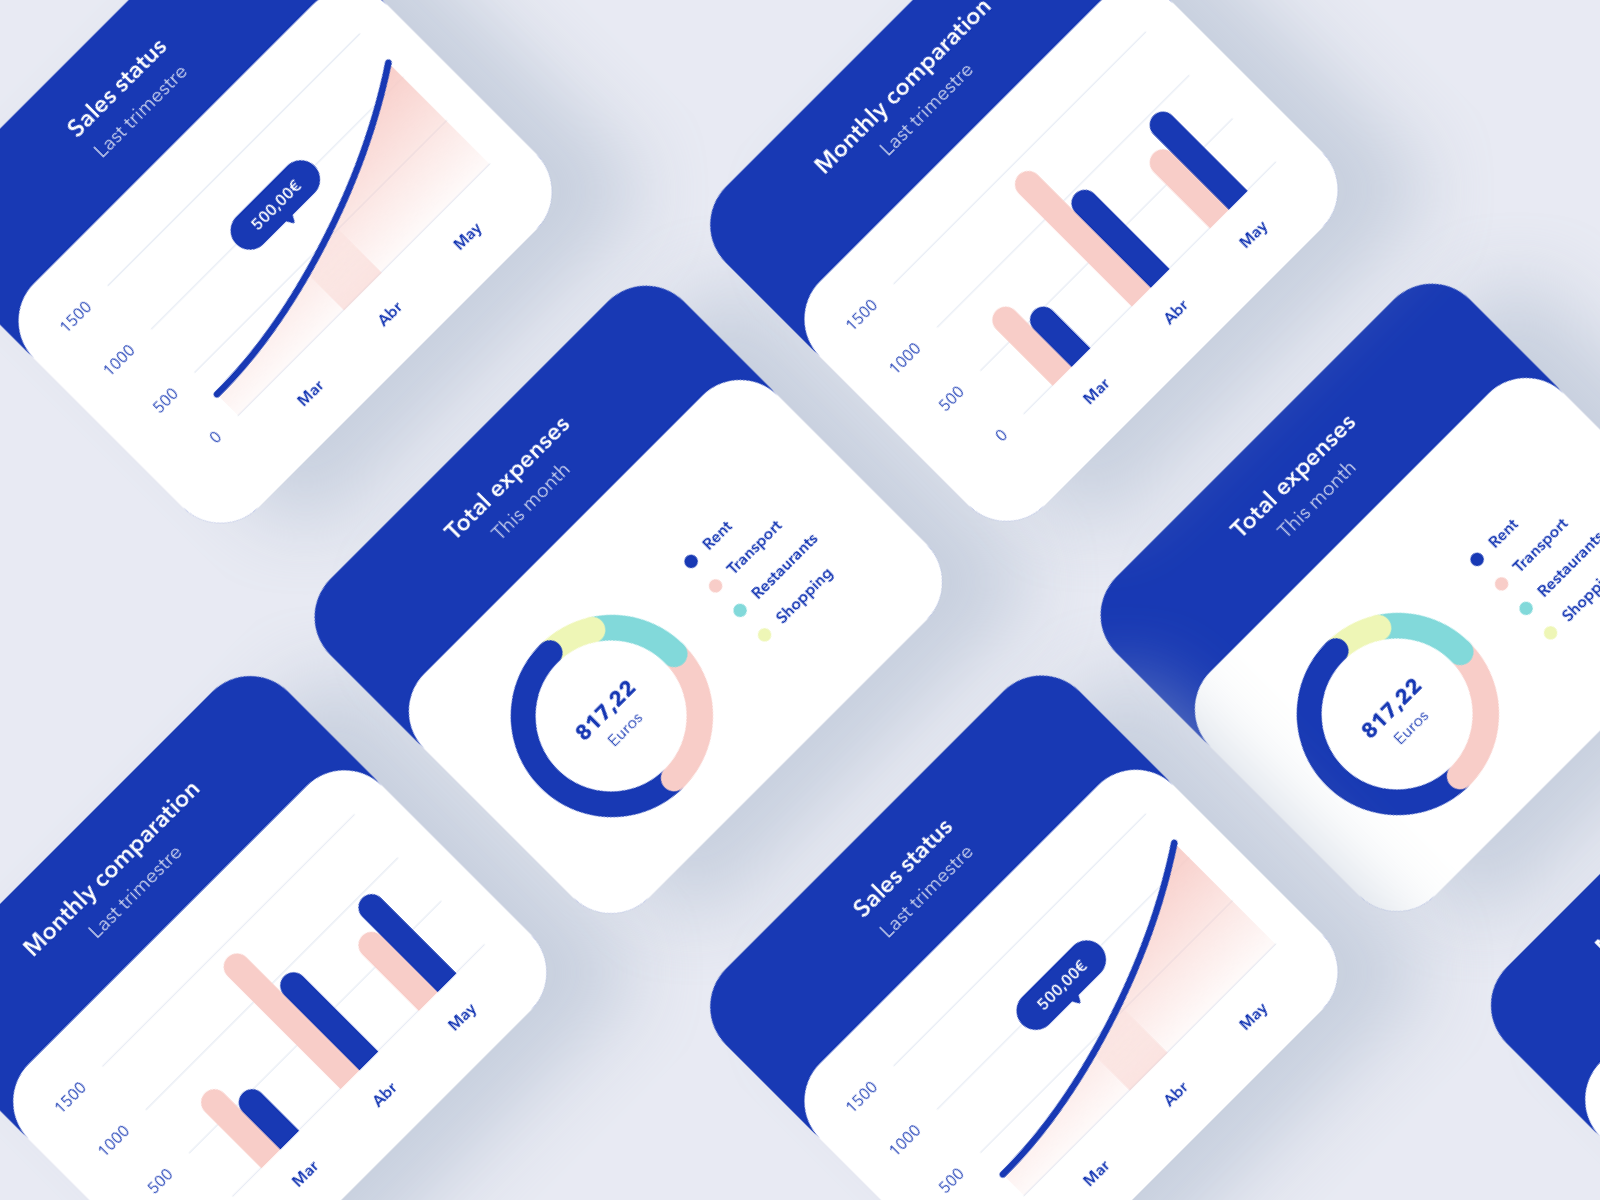 Sales status
Last trimestre
500,00€
1500
1000
500
0
Mar
Abr
May
Monthly comparation
Last trimestre
1500
1000
500
0
Mar
Abr
May
Total expenses
This month
Rent
Transport
Restaurants
Shopping
817,22
Euros
Total expenses
This month
Rent
Transport
Restaurants
Shoppi
817,22
Euros
Monthly comparation
Last trimestre
1500
1000
500
Mar
Abr
May
Sales status
Last trimestre
500,00€
1500
1000
500
Mar
Abr
May